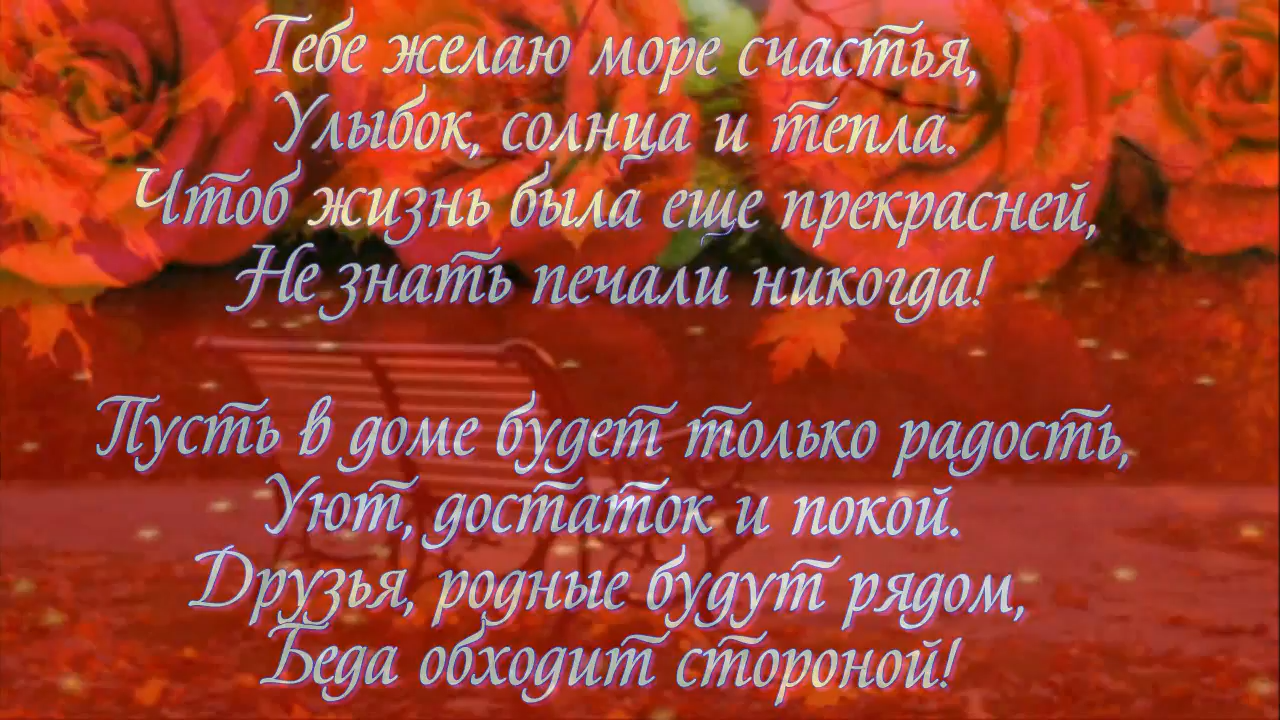 Тебе желаю море счастья,
Улыбок, солнца и тепла.
Чтоб жизнь была еще прекрасней,
Не знать печали никогда!
Пусть в доме будет только радость,
Уют, достаток и покой.
Друзья, родные будут рядом,
Беда обходит стороной!